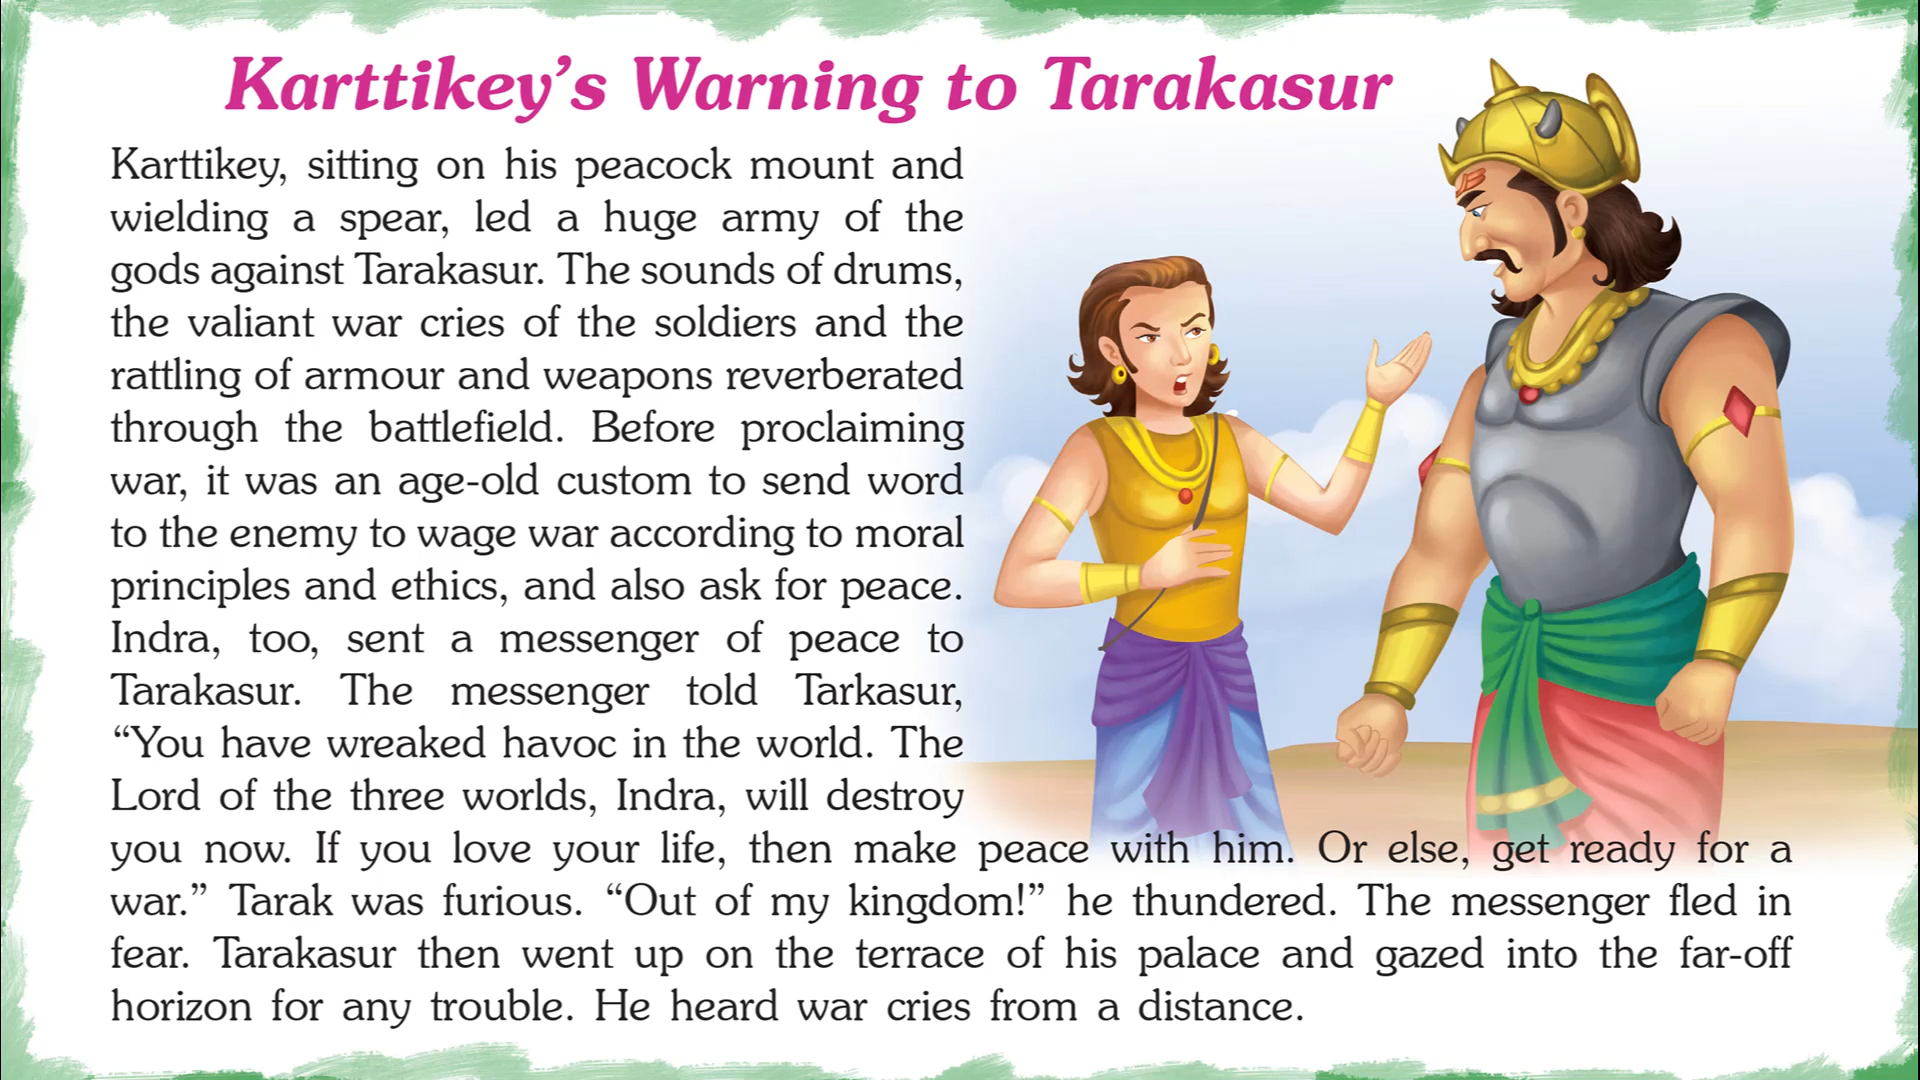 Karttikey’s Warning to Tarakasur
Karttikey, sitting on his peacock mount and
wielding a spear, led a huge army of the
gods against Tarakasur. The sounds of drums,
the valiant war cries of the soldiers and the
rattling of armour and weapons reverberated
through the battlefield. Before proclaiming
war, it was an age-old custom to send word
to the enemy to wage war according to moral
principles and ethics, and also ask for peace.
Indra, too, sent a messenger of peace to
Tarakasur. The messenger told Tarkasur,
“You have wreaked havoc in the world. The
Lord of the three worlds, Indra, will destroy
you now. If you love your life, then make peace with him. Or else, get ready for a
war.” Tarak was furious. “Out of my kingdom!” he thundered. The messenger fled in
fear. Tarakasur then went up on the terrace of his palace and gazed into the far-off
horizon for any trouble. He heard war cries from a distance.